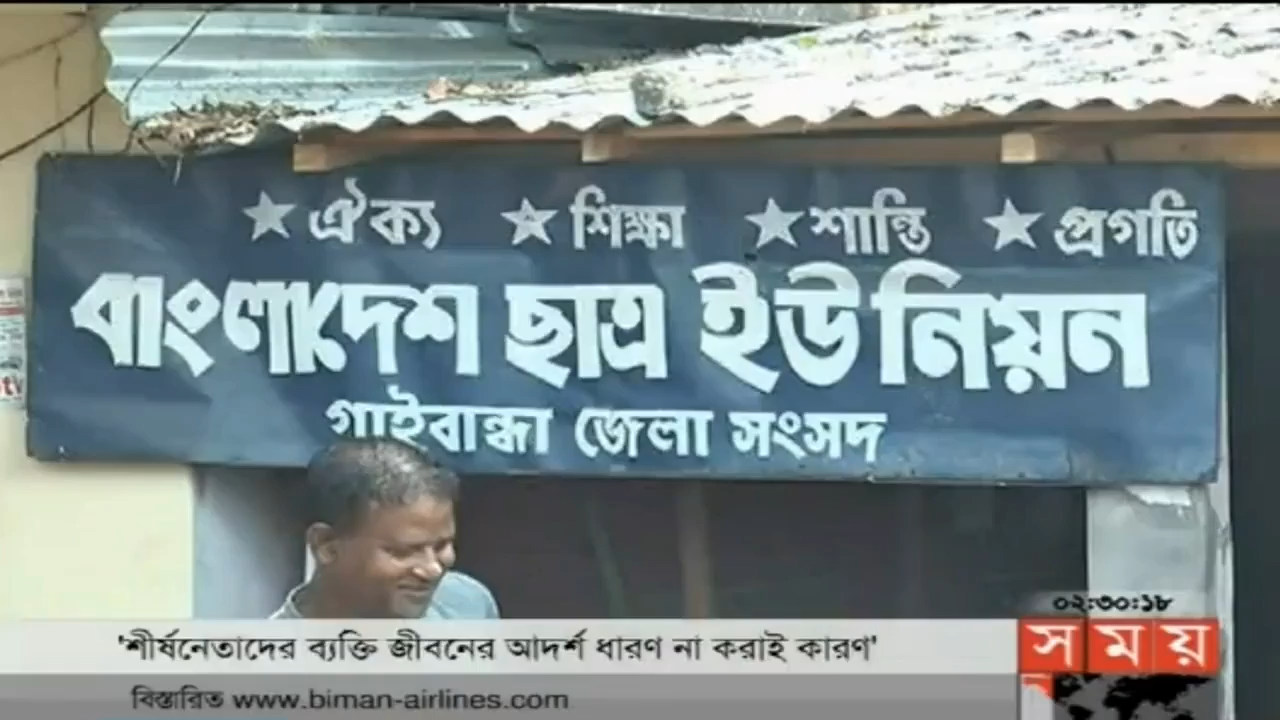 ★ ঐক্য ★ শিক্ষা ★ শান্তি ★ প্রগতি
বাংলাদেশ ছাত্র ইউনিয়ন
গাইবান্ধা জেলা সংসদ
০২:৩০:১৮
'শীর্ষনেতাদের ব্যক্তি জীবনের আদর্শ ধারণ না করাই কারণ'
সময়
বিস্তারিত www.biman-airlines.com